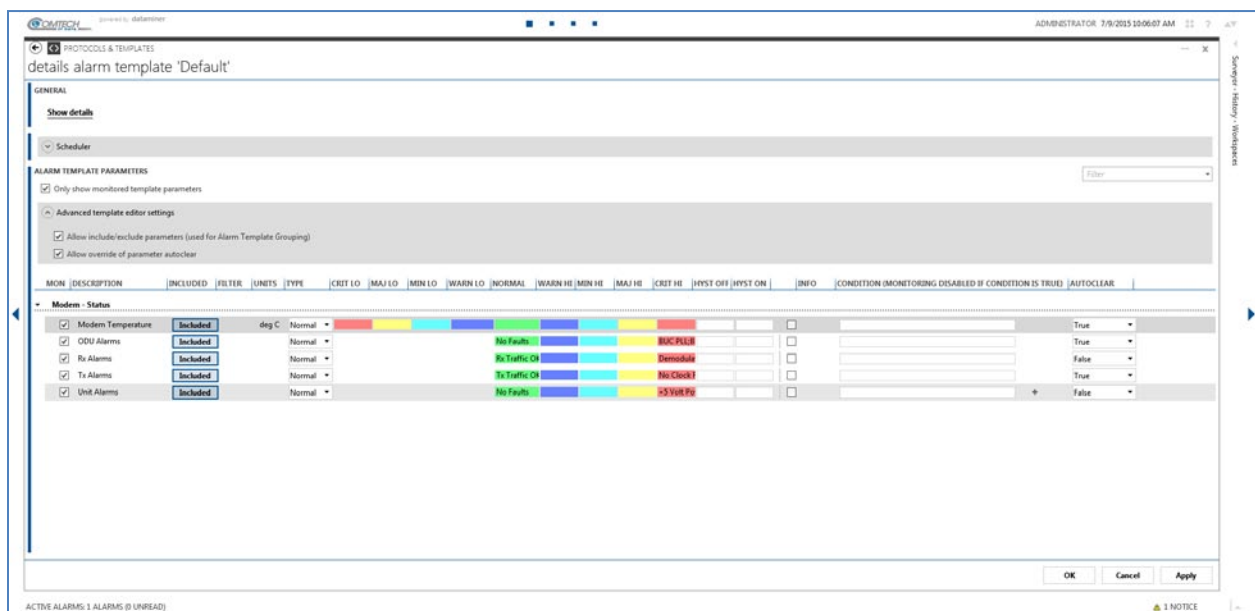 COMTECH powered by dataminer ADMINISTRATOR 7/9/2015 10:06:07 AM ?
PROTOCOLS & TEMPLATES
details alarm template 'Default'
Surveyor - History - Workspaces
GENERAL
Show details
Scheduler
ALARM TEMPLATE PARAMETERS
Filter
Only show monitored template parameters
Advanced template editor settings
Allow include/exclude parameters (used for Alarm Template Grouping)
Allow override of parameter autoclear
MON DESCRIPTION INCLUDED FILTER UNITS TYPE CRIT LO MAJ LO MIN LO WARN LO NORMAL WARN HI MIN HI MAJ HI CRIT HI HYST OFF HYST ON INFO CONDITION (MONITORING DISABLED IF CONDITION IS TRUE) AUTOCLEAR
Modem - Status
Modem Temperature Included deg C Normal True
ODU Alarms Included Normal No Faults BUC PLL;B True
Rx Alarms Included Normal Rx Traffic OK Demodula False
Tx Alarms Included Normal Tx Traffic OK No Clock True
Unit Alarms Included Normal No Faults +5 Volt Po + False
OK Cancel Apply
ACTIVE ALARMS: 1 ALARMS (0 UNREAD) 1 NOTICE